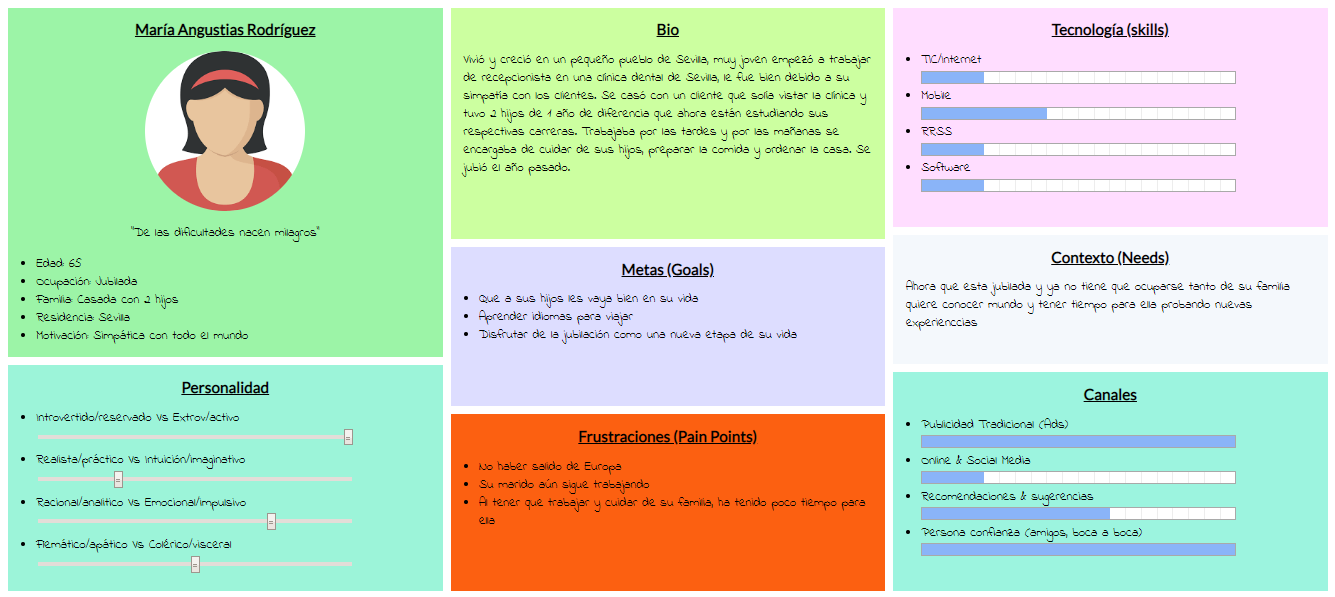 María Angustias Rodríguez
"De las dificultades nacen milagros"
Edad: 65
Ocupación: Jubilada
Familia: Casada con 2 hijos
Residencia: Sevilla
Motivación: Simpática con todo el mundo
Personalidad
Introvertido/reservado Vs Extrov/activo
Realista/práctico Vs Intuición/imaginativo
Racional/analítico Vs Emocional/impulsivo
Flemático/apático Vs Colérico/visceral
Bio
Vivió y creció en un pequeño pueblo de Sevilla, muy joven empezó a trabajar
de recepcionista en una clínica dental de Sevilla, le fue bien debido a su
simpatía con los clientes. Se casó con un cliente que solía vistar la clínica y
tuvo 2 hijos de 1 año de diferencia que ahora están estudiando sus
respectivas carreras. Trabajaba por las tardes y por las mañanas se
encargaba de cuidar de sus hijos, preparar la comida y ordenar la casa. Se
jubió el año pasado.
Metas (Goals)
Que a sus hijos les vaya bien en su vida
Aprender idiomas para viajar
Disfrutar de la jubilación como una nueva etapa de su vida
Frustraciones (Pain Points)
No haber salido de Europa
Su marido aún sigue trabajando
Al tener que trabajar y cuidar de su familia, ha tenido poco tiempo para
ella
Tecnología (skills)
TIC/Internet
Mobile
RRSS
Software
Contexto (Needs)
Ahora que esta jubilada y ya no tiene que ocuparse tanto de su familia
quiere conocer mundo y tener tiempo para ella probando nuevas
experienccias
Canales
Publicidad Tradicional (Ads)
Online & Social Media
Recomendaciones & sugerencias
Persona confianza (amigos, boca a boca)